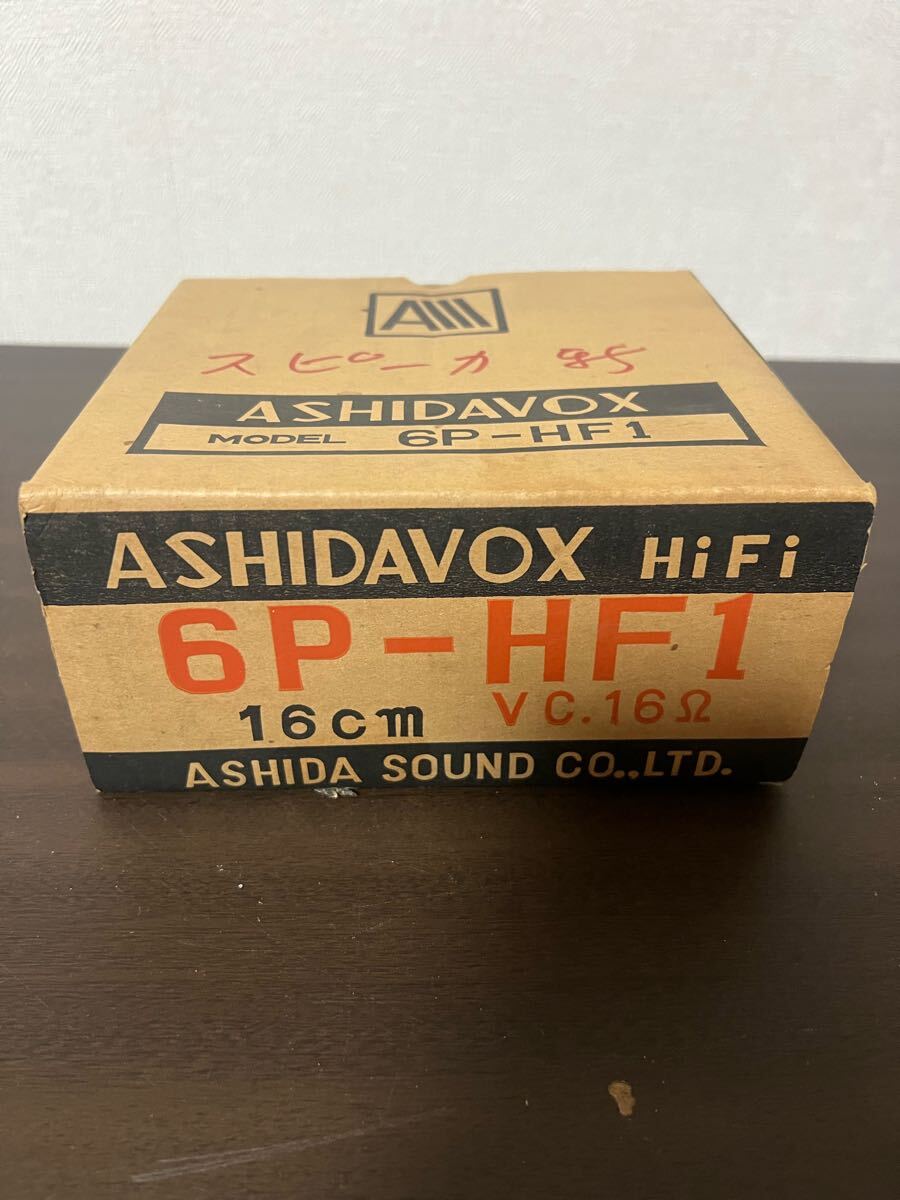 スピーカ 85
ASHIDAVOX
MODEL 6P-HF1
ASHIDAVOX HiFi
6P-HF1
16cm VC.16Ω
ASHIDA SOUND CO.,LTD.